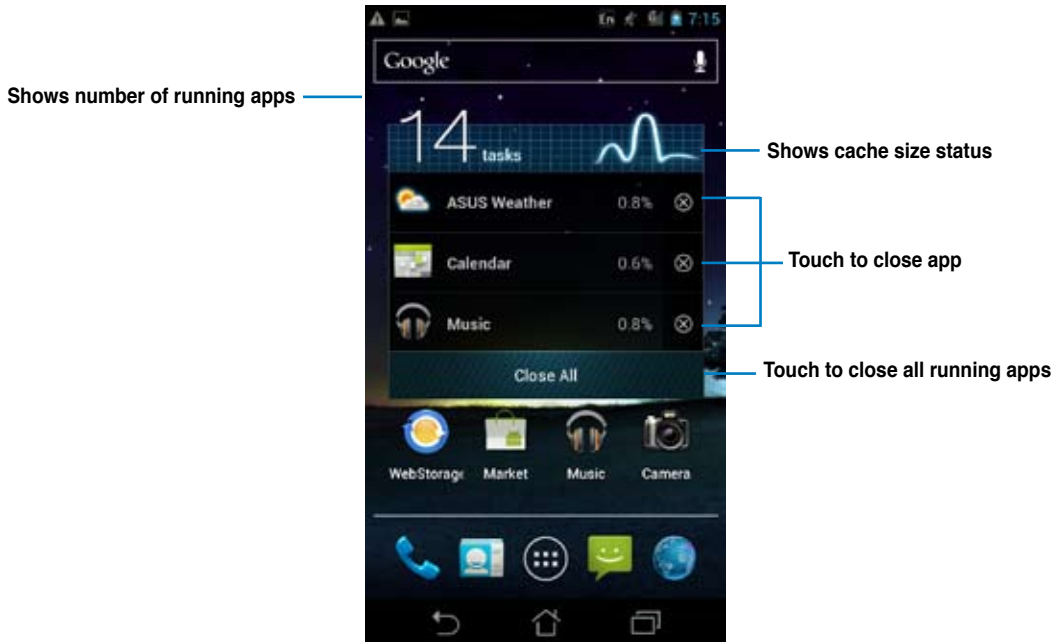 En 7:15
Google
Shows number of running apps
14 tasks
Shows cache size status
ASUS Weather 0.8%
Touch to close app
Calendar 0.6%
Music 0.8%
Close All
Touch to close all running apps
WebStorage Market Music Camera